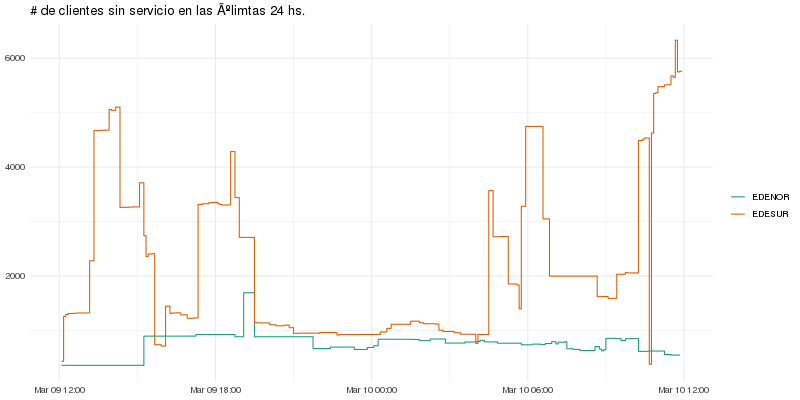 # de clientes sin servicio en las Ãºlimtas 24 hs.
6000
4000
2000
EDENOR
EDESUR
Mar 09 12:00
Mar 09 18:00
Mar 10 00:00
Mar 10 06:00
Mar 10 12:00